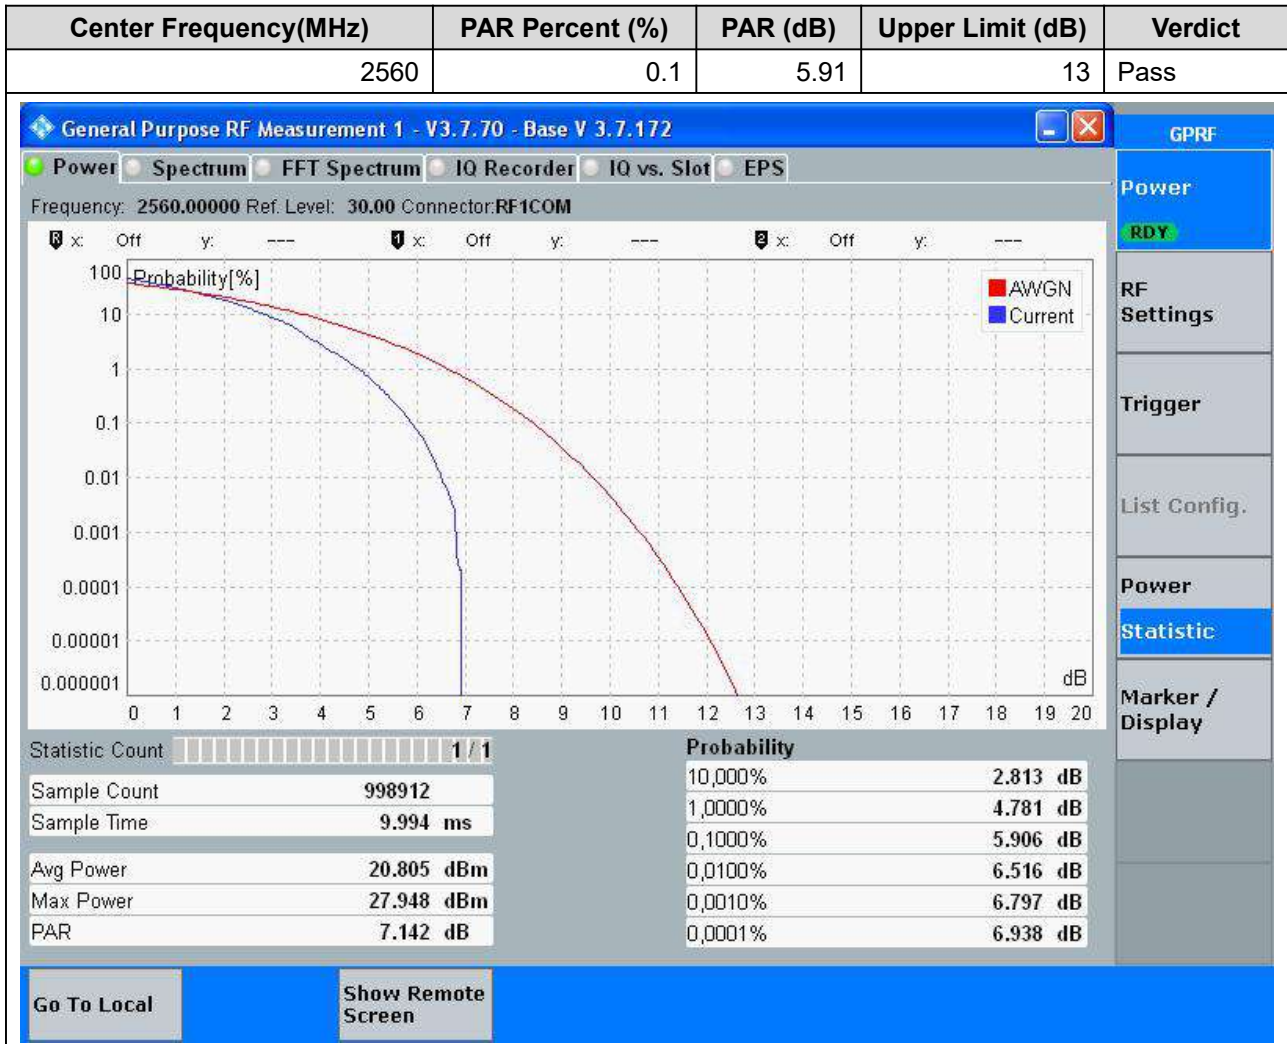 Center Frequency(MHz) PAR Percent (%) PAR (dB) Upper Limit (dB) Verdict
2560 0.1 5.91 13 Pass
General Purpose RF Measurement 1 - V3.7.70 - Base V 3.7.172
GPRF
Power Spectrum FFT Spectrum IQ Recorder IQ vs. Slot EPS
Power
RDY
Frequency: 2560.00000 Ref. Level: 30.00 Connector:RF1COM
R x: Off y: --- 1 x: Off y: --- 2 x: Off y: ---
Probability[%]
AWGN
Current
100
10
1
0.1
0.01
0.001
0.0001
0.00001
0.000001
dB
0 1 2 3 4 5 6 7 8 9 10 11 12 13 14 15 16 17 18 19 20
RF
Settings
Trigger
List Config.
Power
Statistic
Marker /
Display
Statistic Count 1 / 1
Sample Count 998912
Sample Time 9.994 ms
Avg Power 20.805 dBm
Max Power 27.948 dBm
PAR 7.142 dB
Probability
10,000% 2.813 dB
1,0000% 4.781 dB
0,1000% 5.906 dB
0,0100% 6.516 dB
0,0010% 6.797 dB
0,0001% 6.938 dB
Go To Local
Show Remote
Screen